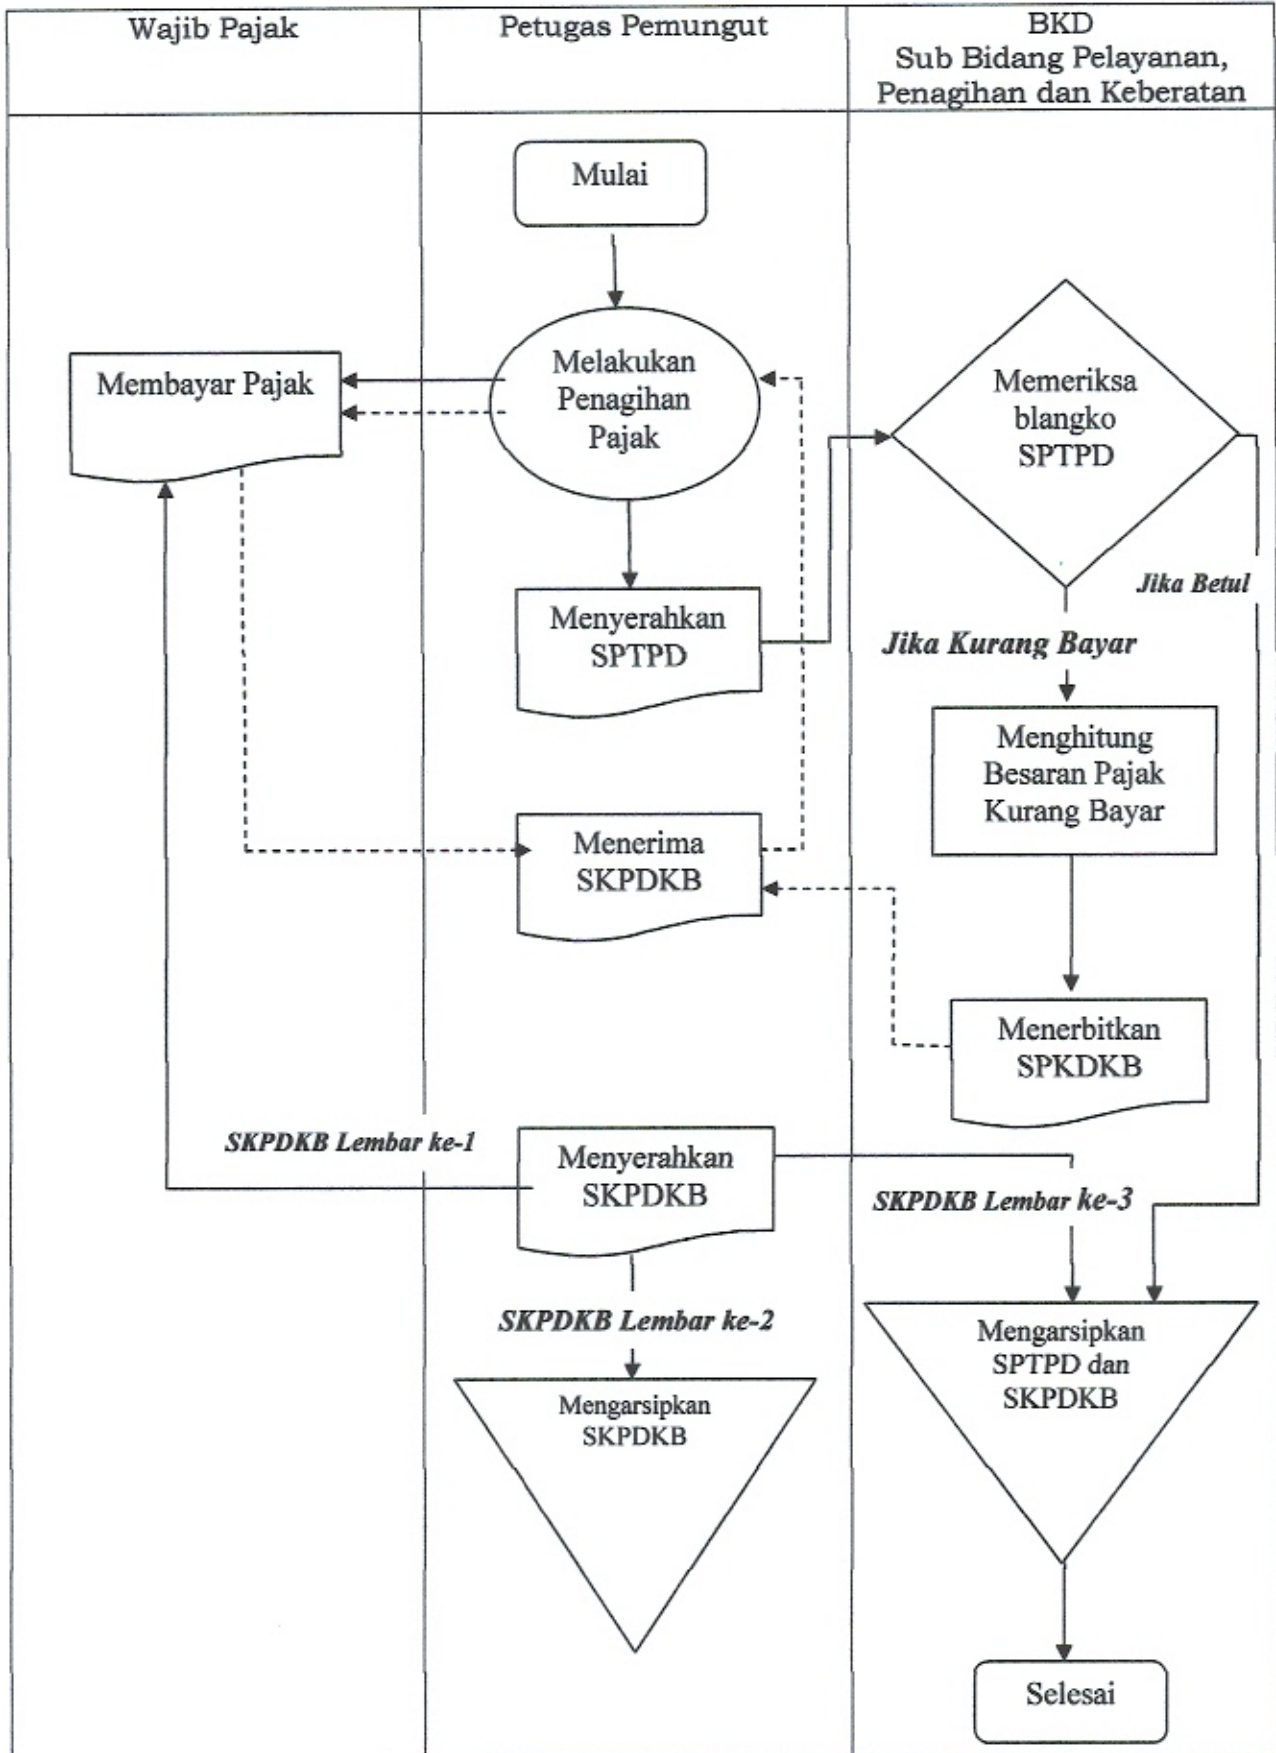 Wajib Pajak
Petugas Pemungut
BKD
Sub Bidang Pelayanan,
Penagihan dan Keberatan
Mulai
Membayar Pajak
Melakukan
Penagihan
Pajak
Memeriksa
blangko
SPTPD
Jika Betul
Menyerahkan
SPTPD
Jika Kurang Bayar
Menghitung
Besaran Pajak
Kurang Bayar
Menerima
SKPDKB
Menerbitkan
SPKDKB
SKPDKB Lembar ke-1
Menyerahkan
SKPDKB
SKPDKB Lembar ke-3
SKPDKB Lembar ke-2
Mengarsipkan
SKPDKB
Mengarsipkan
SPTPD dan
SKPDKB
Selesai